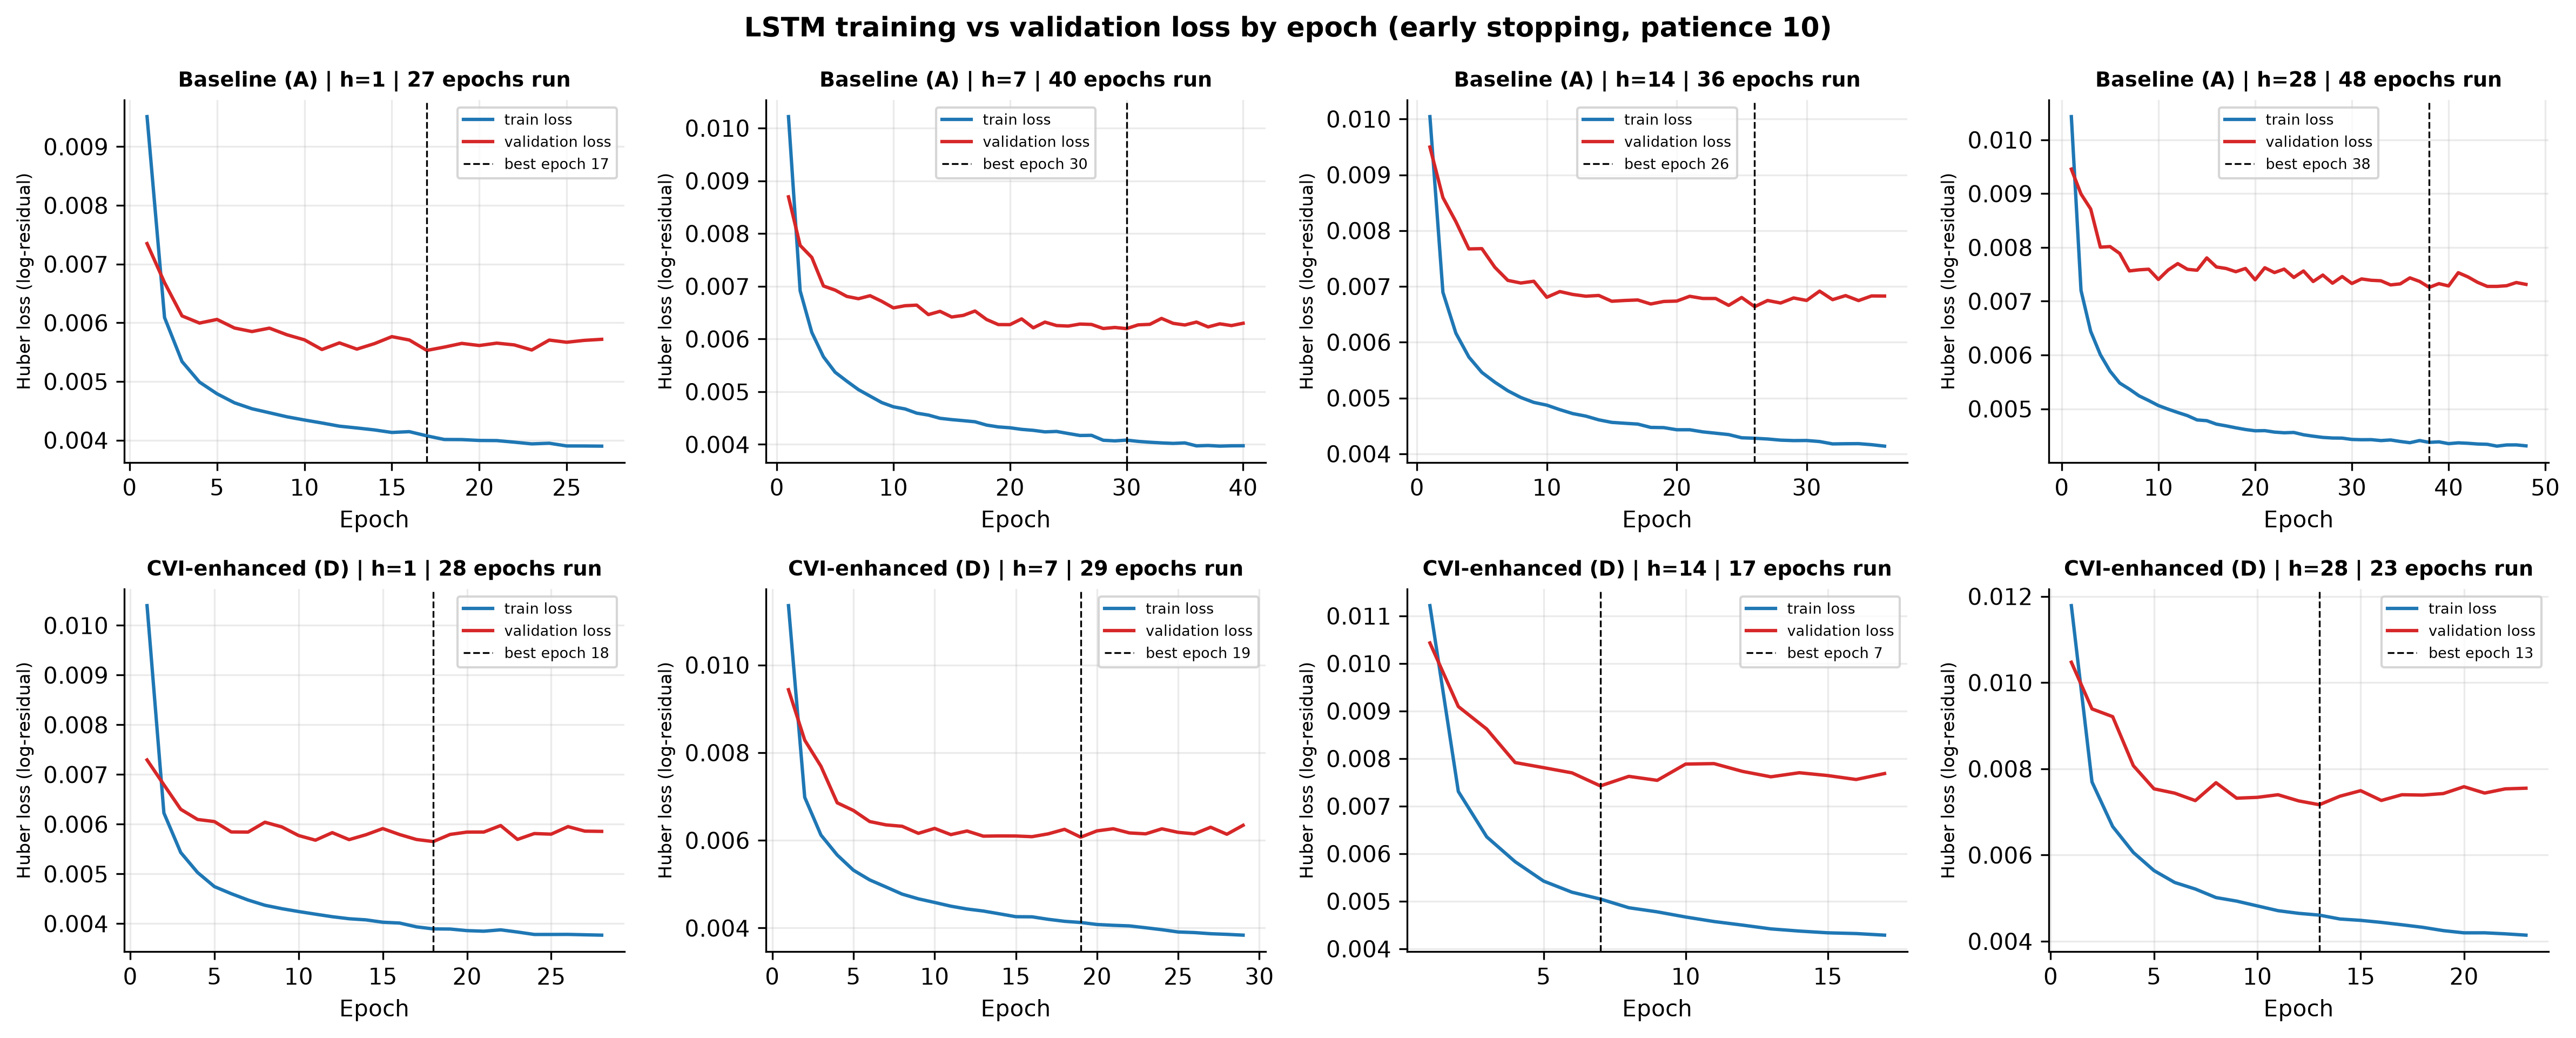 LSTM training vs validation loss by epoch (early stopping, patience 10)
Baseline (A) | h=1 | 27 epochs run
Huber loss (log-residual)
0.009
0.008
0.007
0.006
0.005
0.004
train loss
validation loss
best epoch 17
0 5 10 15 20 25
Epoch
Baseline (A) | h=7 | 40 epochs run
Huber loss (log-residual)
0.010
0.009
0.008
0.007
0.006
0.005
0.004
train loss
validation loss
best epoch 30
0 10 20 30 40
Epoch
Baseline (A) | h=14 | 36 epochs run
Huber loss (log-residual)
0.010
0.009
0.008
0.007
0.006
0.005
0.004
train loss
validation loss
best epoch 26
0 10 20 30
Epoch
Baseline (A) | h=28 | 48 epochs run
Huber loss (log-residual)
0.010
0.009
0.008
0.007
0.006
0.005
train loss
validation loss
best epoch 38
0 10 20 30 40 50
Epoch
CVI-enhanced (D) | h=1 | 28 epochs run
Huber loss (log-residual)
0.010
0.009
0.008
0.007
0.006
0.005
0.004
train loss
validation loss
best epoch 18
0 5 10 15 20 25
Epoch
CVI-enhanced (D) | h=7 | 29 epochs run
Huber loss (log-residual)
0.010
0.008
0.006
0.004
train loss
validation loss
best epoch 19
0 5 10 15 20 25 30
Epoch
CVI-enhanced (D) | h=14 | 17 epochs run
Huber loss (log-residual)
0.011
0.010
0.009
0.008
0.007
0.006
0.005
0.004
train loss
validation loss
best epoch 7
5 10 15
Epoch
CVI-enhanced (D) | h=28 | 23 epochs run
Huber loss (log-residual)
0.012
0.010
0.008
0.006
0.004
train loss
validation loss
best epoch 13
0 5 10 15 20
Epoch